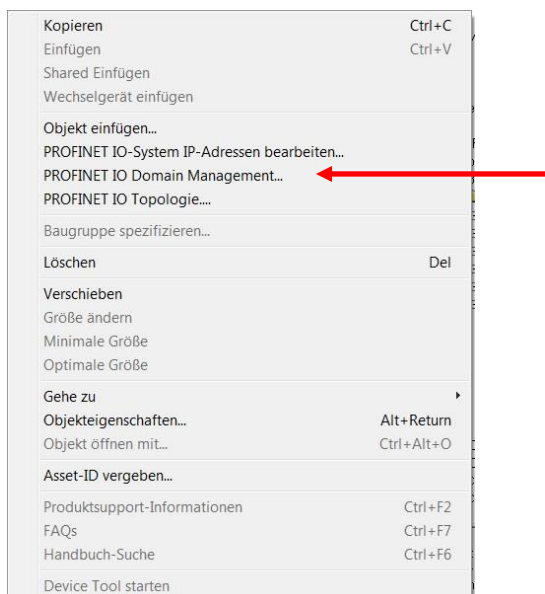 Kopieren Ctrl+C
Einfügen Ctrl+V
Shared Einfügen
Wechselgerät einfügen
Objekt einfügen...
PROFINET IO-System IP-Adressen bearbeiten...
PROFINET IO Domain Management...
PROFINET IO Topologie....
Baugruppe spezifizieren...
Löschen Del
Verschieben
Größe ändern
Minimale Größe
Optimale Größe
Gehe zu
Objekteigenschaften... Alt+Return
Objekt öffnen mit... Ctrl+Alt+O
Asset-ID vergeben...
Produktsupport-Informationen Ctrl+F2
FAQs Ctrl+F7
Handbuch-Suche Ctrl+F6
Device Tool starten